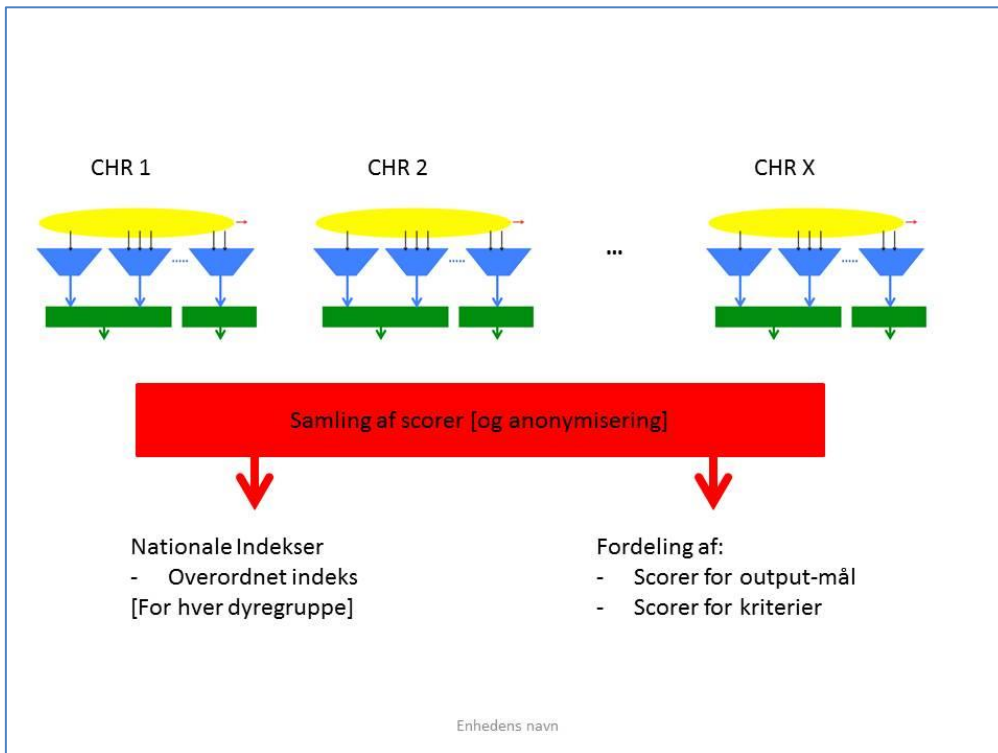 CHR 1
CHR 2
CHR X
.....
.....
...
.....
Samling af scorer [og anonymisering]
Nationale Indekser
- Overordnet indeks
[For hver dyregruppe]
Fordeling af:
- Scorer for output-mål
- Scorer for kriterier
Enhedens navn